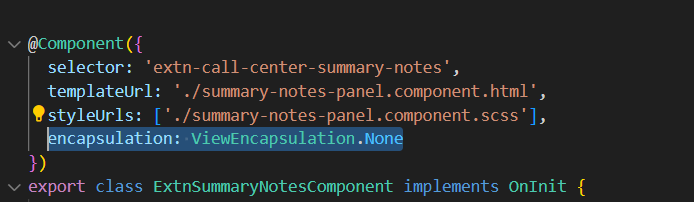 @Component({
selector: 'extn-call-center-summary-notes',
templateUrl: './summary-notes-panel.component.html',
styleUrls: ['./summary-notes-panel.component.scss'],
encapsulation: ViewEncapsulation.None
})
export class ExtnSummaryNotesComponent implements OnInit {